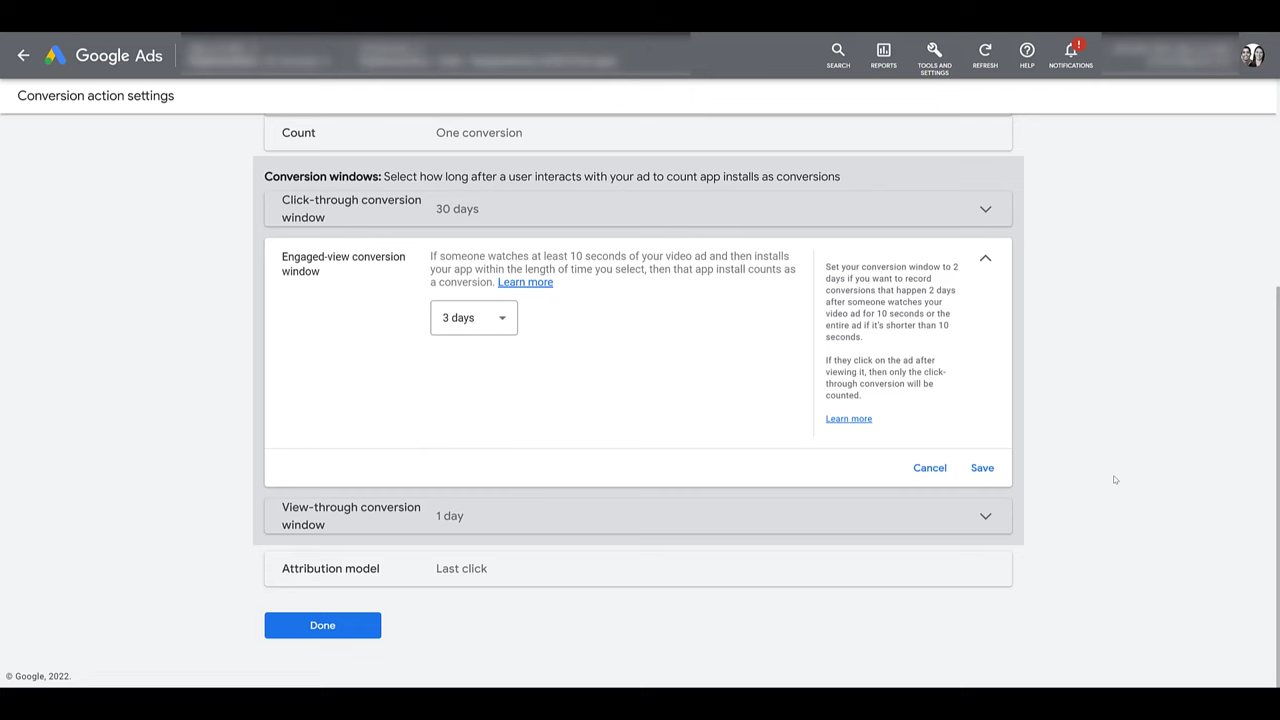 Google Ads
SEARCH
REPORTS
TOOLS AND
SETTINGS
REFRESH
HELP
!
NOTIFICATIONS
Conversion action settings
Count
One conversion
Conversion windows: Select how long after a user interacts with your ad to count app installs as conversions
Click-through conversion
window
30 days
Engaged-view conversion
window
If someone watches at least 10 seconds of your video ad and then installs
your app within the length of time you select, then that app install counts as
a conversion. Learn more
3 days
Set your conversion window to 2
days if you want to record
conversions that happen 2 days
after someone watches your
video ad for 10 seconds or the
entire ad if it's shorter than 10
seconds.
If they click on the ad after
viewing it, then only the click-
through conversion will be
counted.
Learn more
Cancel
Save
View-through conversion
window
1 day
Attribution model
Last click
Done
© Google, 2022.